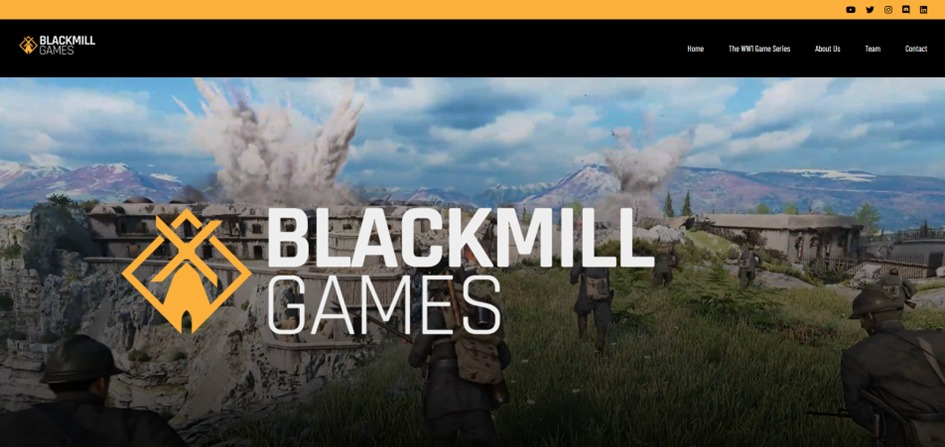 BLACKMILL
GAMES
Home The WW1 Game Series About Us Team Contact
BLACKMILL
GAMES